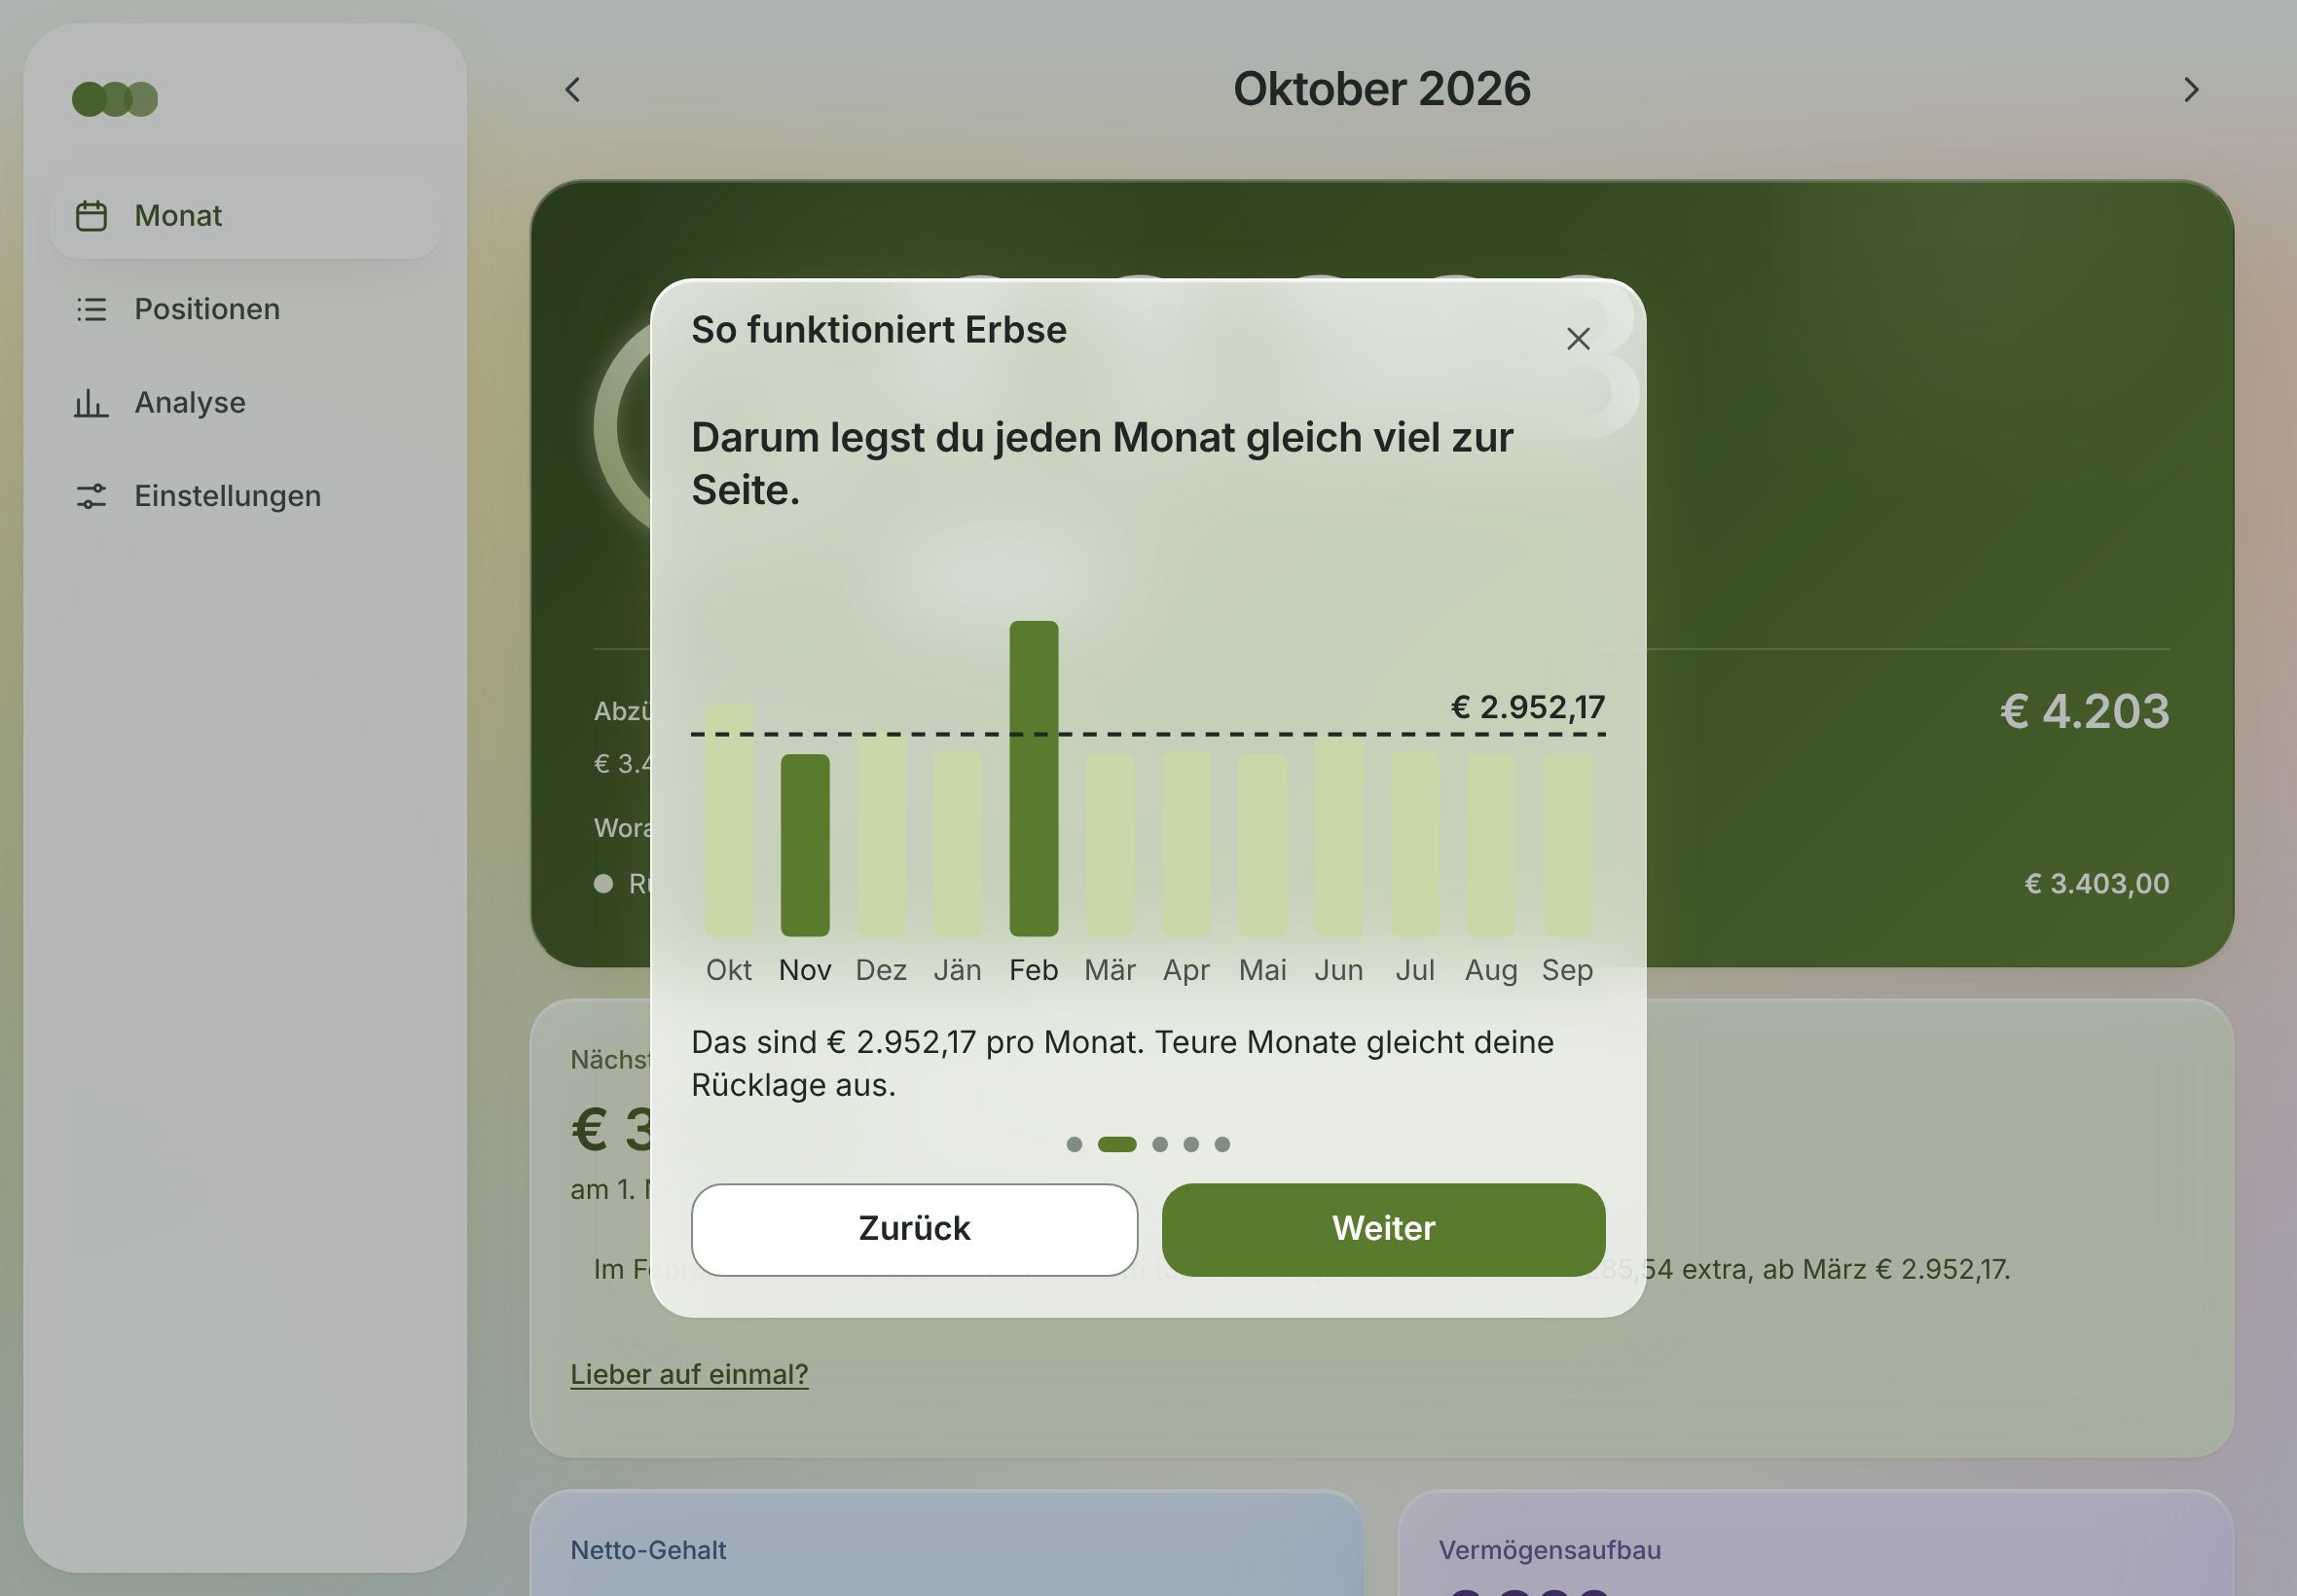 Monat
Positionen
Analyse
Einstellungen
Oktober 2026
So funktioniert Erbse
Darum legst du jeden Monat gleich viel zur
Seite.
€ 2.952,17
Okt Nov Dez Jän Feb Mär Apr Mai Jun Jul Aug Sep
Das sind € 2.952,17 pro Monat. Teure Monate gleicht deine
Rücklage aus.
Zurück
Weiter
€ 4.203
€ 3.403,00
am 1.
extra, ab März € 2.952,17.
Lieber auf einmal?
Netto-Gehalt
Vermögensaufbau